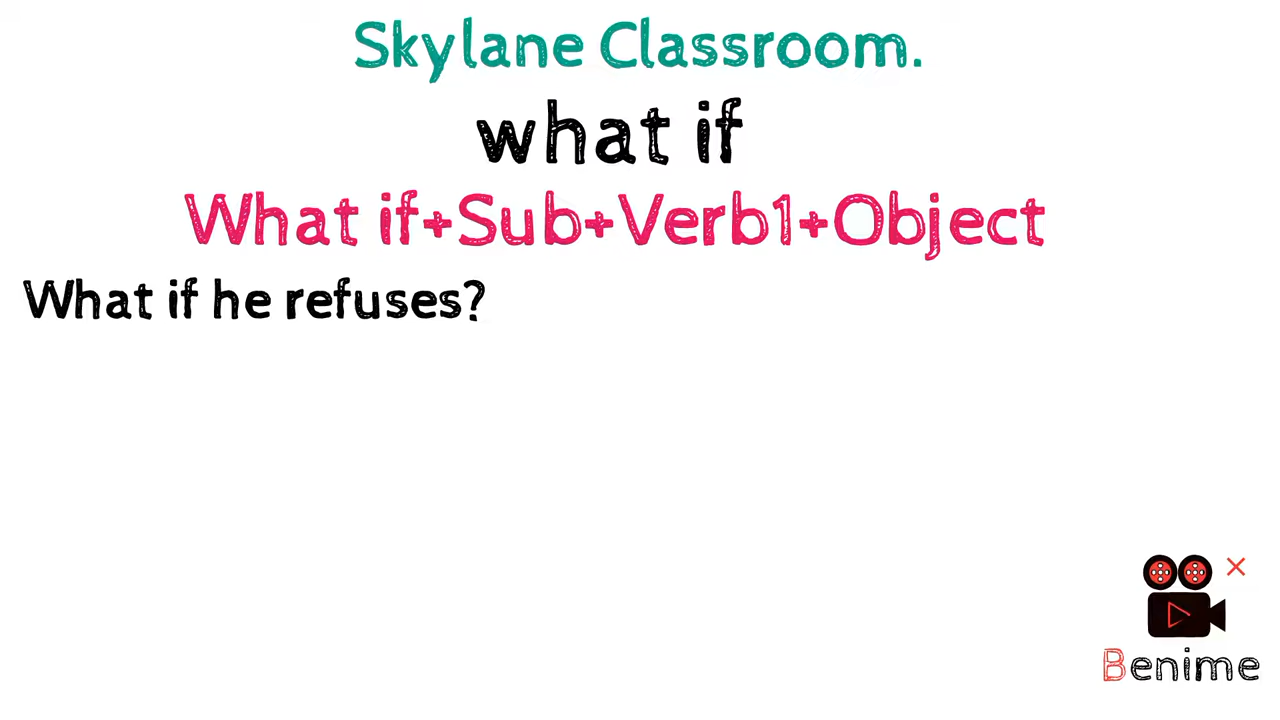 Skylane Classroom.
what if
What if+Sub+Verb1+Object
What if he refuses?
Benime